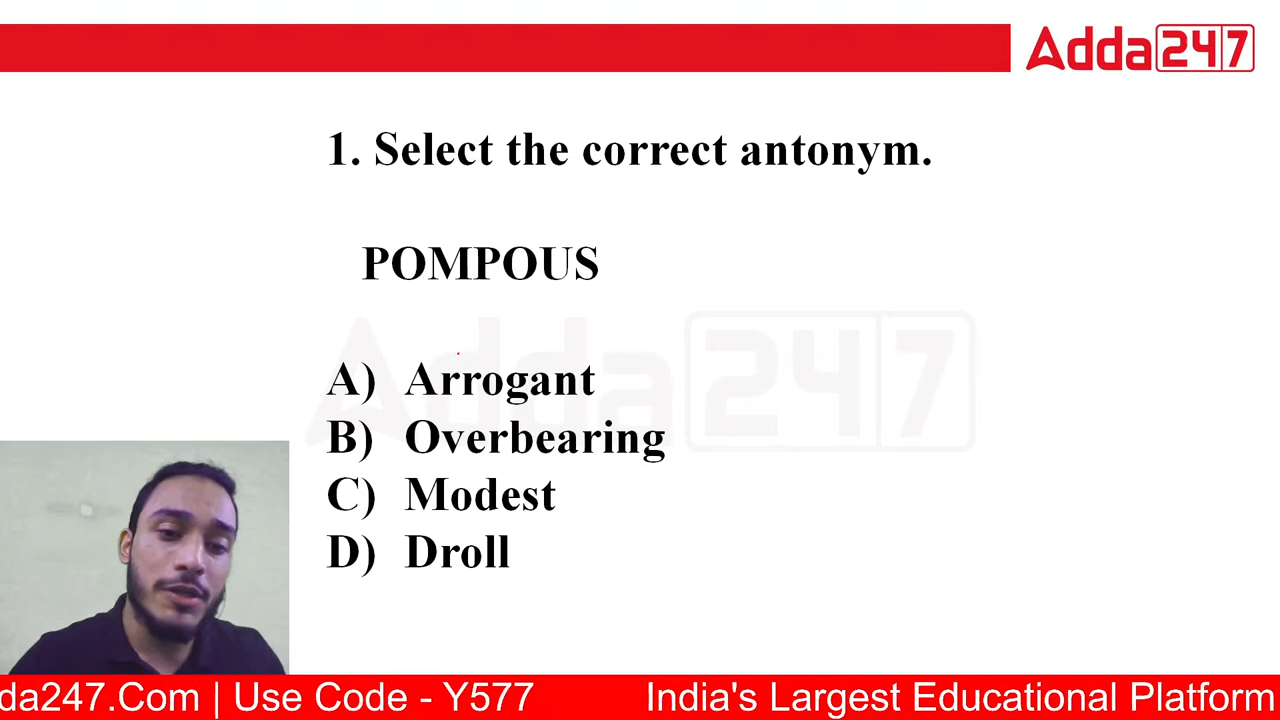 Adda247
1. Select the correct antonym.
POMPOUS
Adda247
A) Arrogant
B) Overbearing
C) Modest
D) Droll
da247.Com | Use Code - Y577 India's Largest Educational Platform